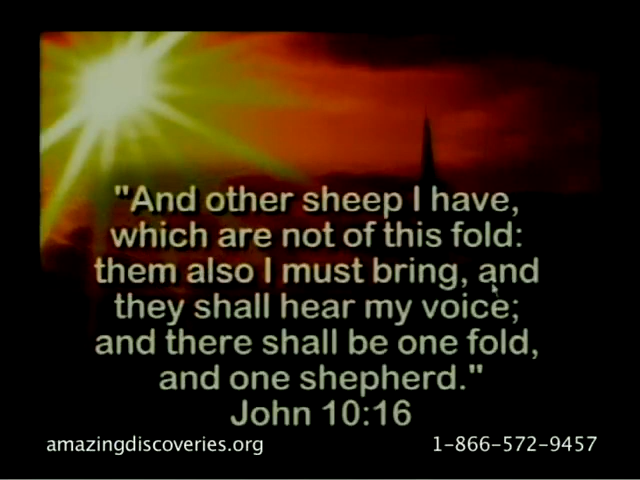 "And other sheep I have,
which are not of this fold:
them also I must bring, and
they shall hear my voice;
and there shall be one fold,
and one shepherd."
John 10:16
amazingdiscoveries.org 1-866-572-9457